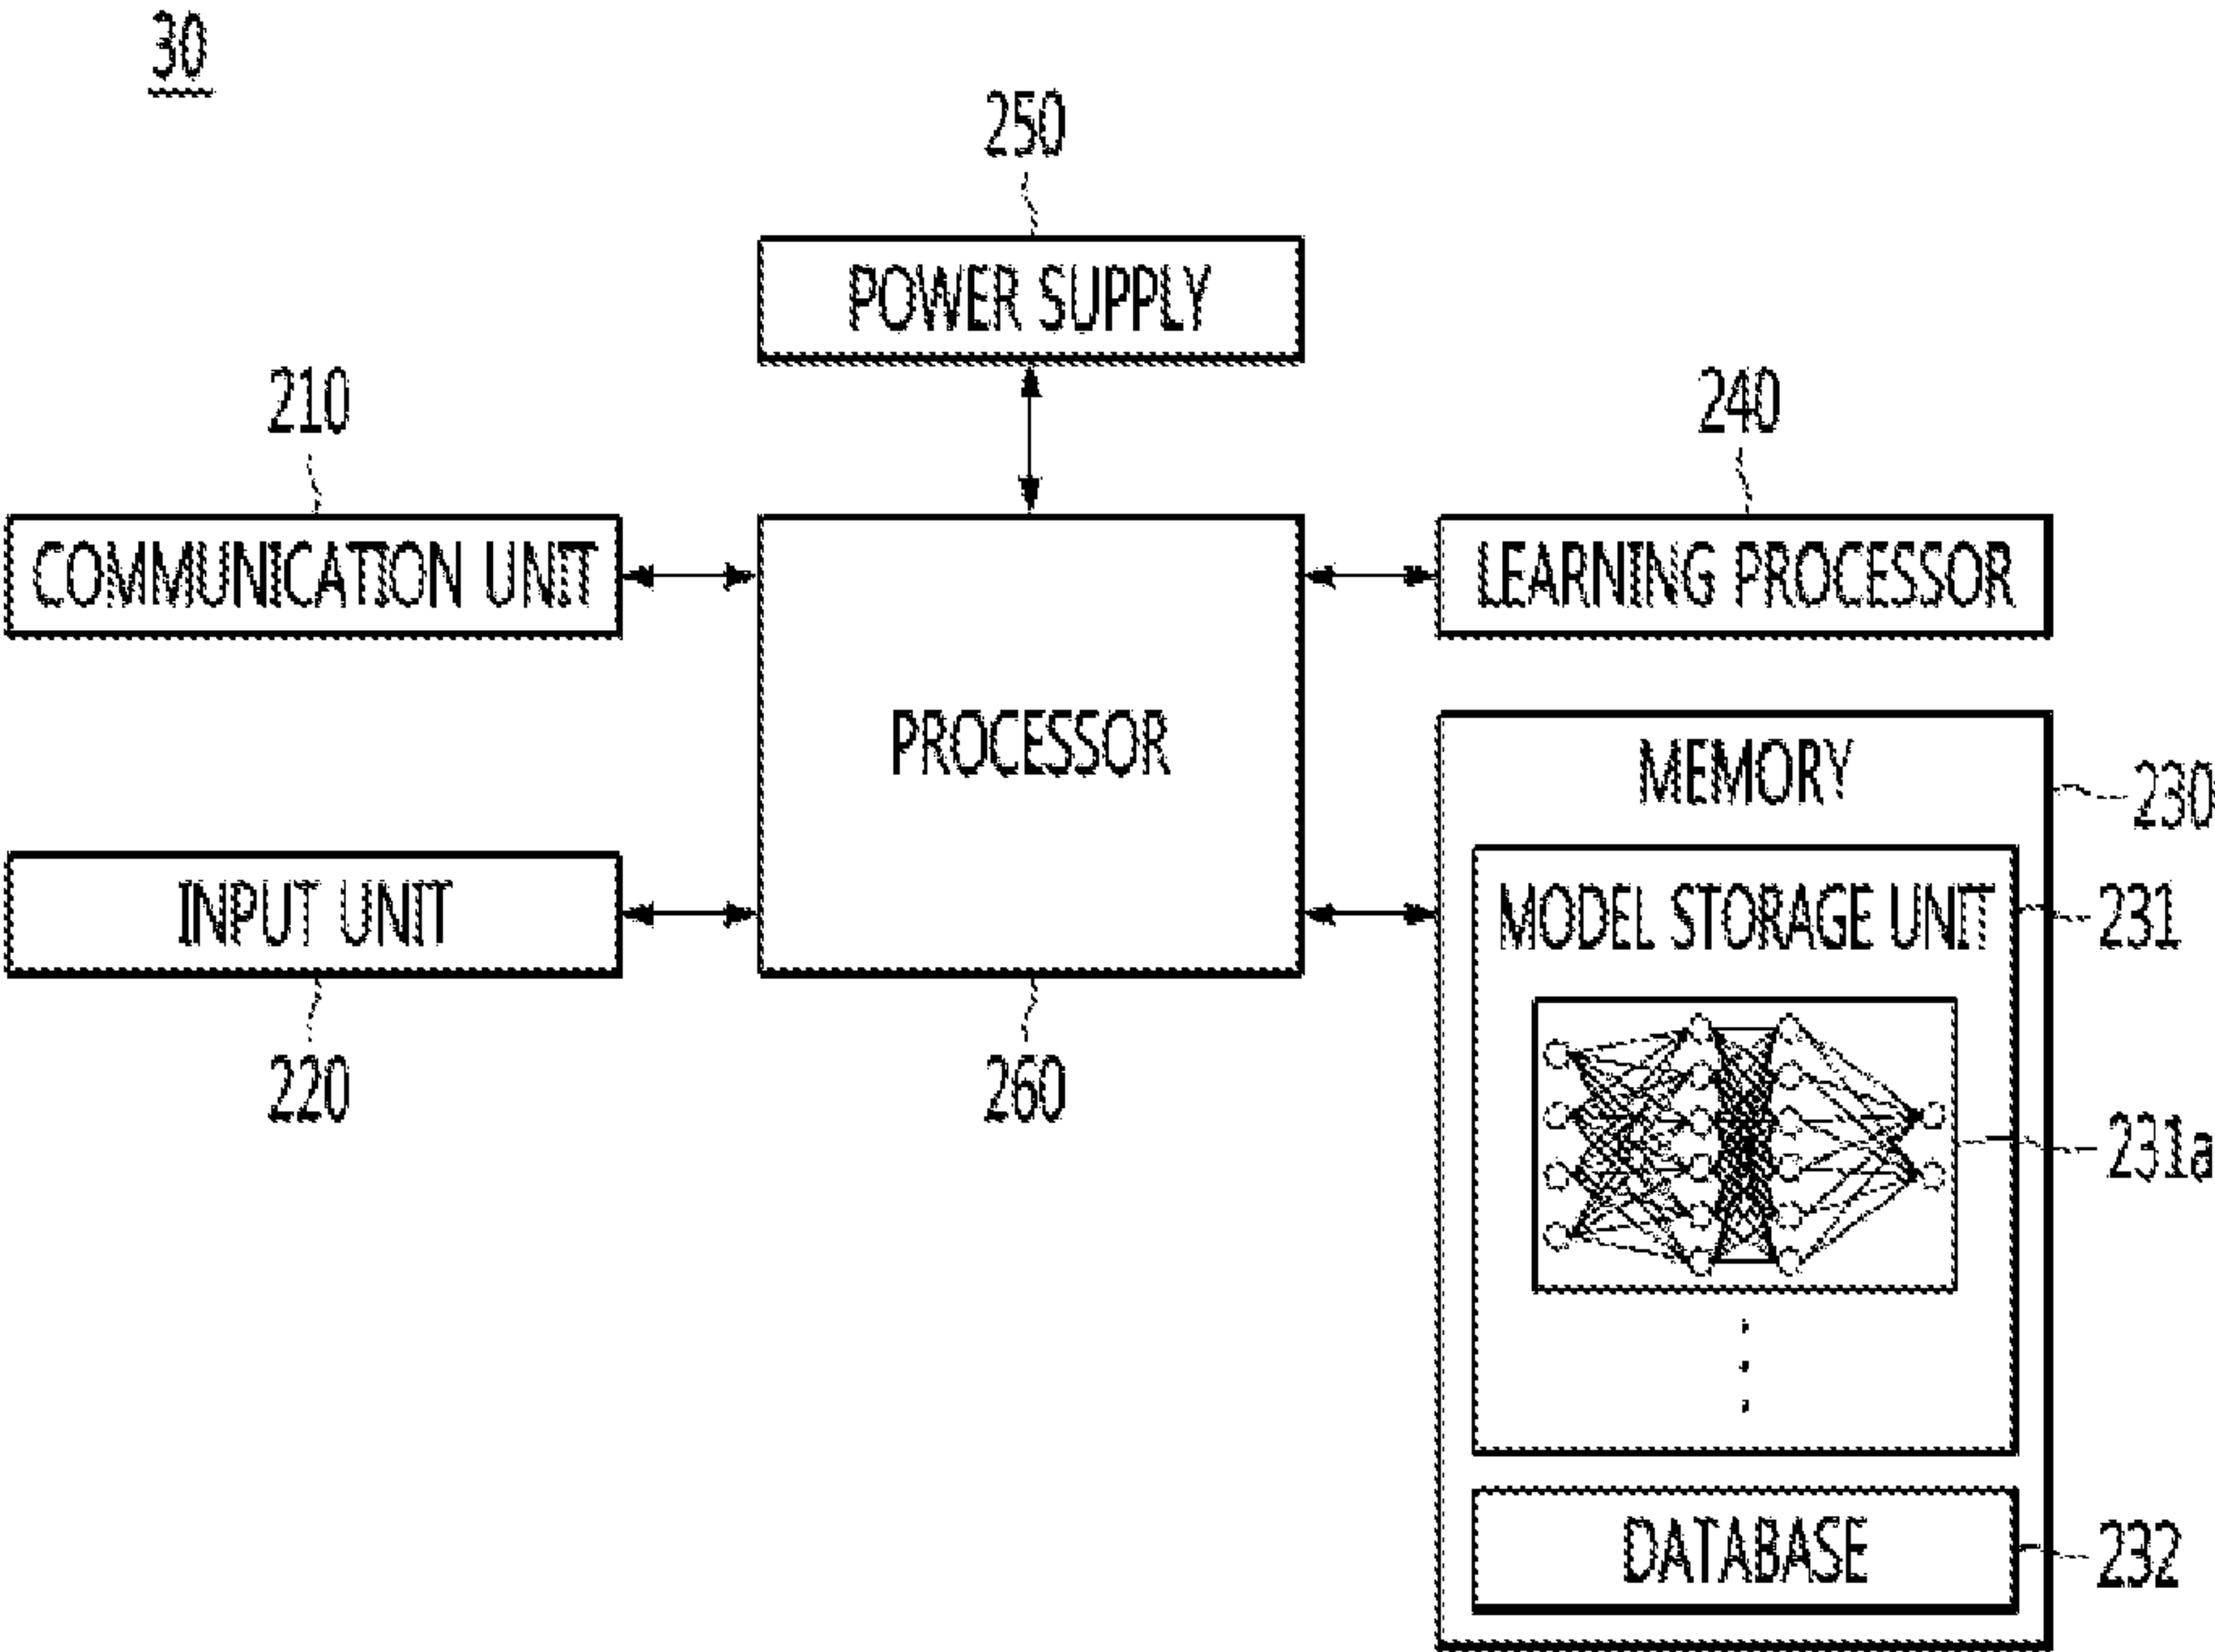 30
250
POWER SUPPLY
210
240
COMMUNICATION UNIT
LEARNING PROCESSOR
PROCESSOR
MEMORY
230
INPUT UNIT
MODEL STORAGE UNIT
231
220
260
231a
DATABASE
232